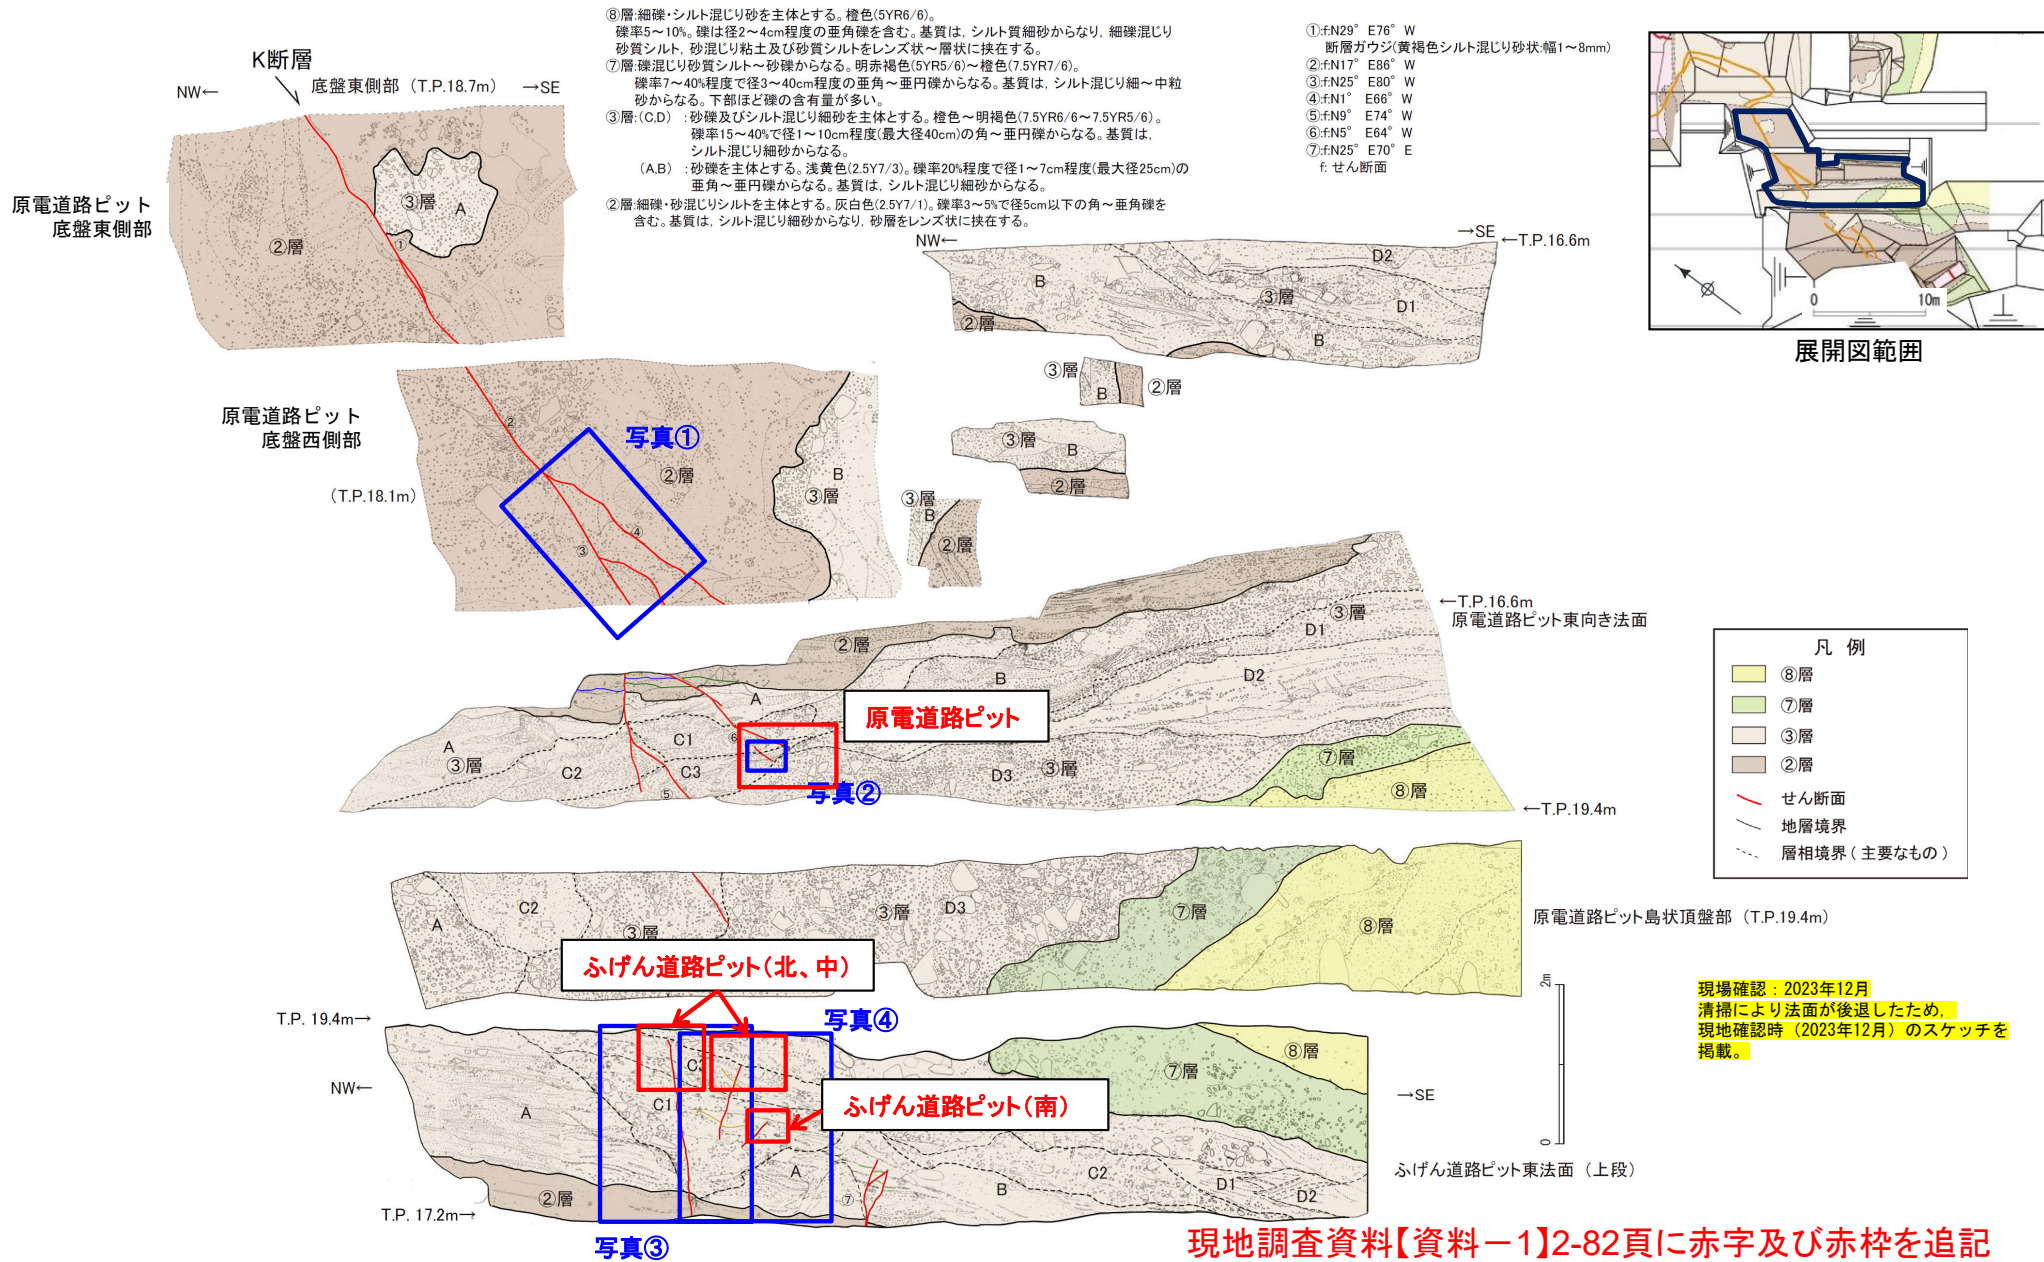 ⑧層:細礫・シルト混じり砂を主体とする。橙色(5YR6/6)。
礫率5～10%。礫は径2～4cm程度の亜角礫を含む。基質は，シルト質細砂からなり，細礫混じり
砂質シルト，砂混じり粘土及び砂質シルトをレンズ状～層状に挟在する。
⑦層:礫混じり砂質シルト～砂礫からなる。明赤褐色(5YR5/6)～橙色(7.5YR7/6)。
礫率7～40%程度で径3～40cm程度の亜角～亜円礫からなる。基質は，シルト混じり細～中粒
砂からなる。下部ほど礫の含有量が多い。
③層:(C,D)：砂礫及びシルト混じり細砂を主体とする。橙色～明褐色(7.5YR6/6～7.5YR5/6)。
礫率15～40%で径1～10cm程度(最大径40cm)の角～亜円礫からなる。基質は，
シルト混じり細砂からなる。
(A,B)：砂礫を主体とする。浅黄色(2.5Y7/3)。礫率20%程度で径1～7cm程度(最大径25cm)の
亜角～亜円礫からなる。基質は，シルト混じり細砂からなる。
②層:細礫・砂混じりシルトを主体とする。灰白色(2.5Y7/1)。礫率3～5%で径5cm以下の角～亜角礫を
含む。基質は，シルト混じり細砂からなり，砂層をレンズ状に挟在する。
①:f:N29° E76° W
断層ガウジ(黄褐色シルト混じり砂状:幅1～8mm)
②:f:N17° E86° W
③:f:N25° E80° W
④:f:N1° E66° W
⑤:f:N9° E74° W
⑥:f:N5° E64° W
⑦:f:N25° E70° E
f: せん断面
0 10m
展開図範囲
K断層
NW← 底盤東側部（T.P.18.7m） →SE
原電道路ピット
底盤東側部
③層 A
①
②層
NW← →SE
←T.P.16.6m
D2
B
③層
D1
②層
B
③層
B
②層
③層
B
②層
③層
B
②層
原電道路ピット
底盤西側部
(T.P.18.1m)
②
写真①
②層
B
③層
④
③
←T.P.16.6m
原電道路ピット東向き法面
③層
D1
②層
B
D2
A
原電道路ピット
A
③層
C1
⑥
C2
C3
D3
③層
⑦層
⑤
写真②
⑧層
←T.P.19.4m
凡 例
⑧層
⑦層
③層
②層
せん断面
地層境界
層相境界（主要なもの）
C2
A
③層
③層
D3
⑦層
⑧層
原電道路ピット島状頂盤部（T.P.19.4m）
ふげん道路ピット(北、中)
T.P. 19.4m→
写真④
2m
0
現場確認：2023年12月
清掃により法面が後退したため，
現地確認時（2023年12月）のスケッチを
掲載。
NW←
⑧層
⑦層
→SE
A
C1
ふげん道路ピット(南)
A
⑦
B
C2
D1
D2
②層
T.P. 17.2m→
ふげん道路ピット東法面（上段）
写真③
現地調査資料【資料－1】2-82頁に赤字及び赤枠を追記